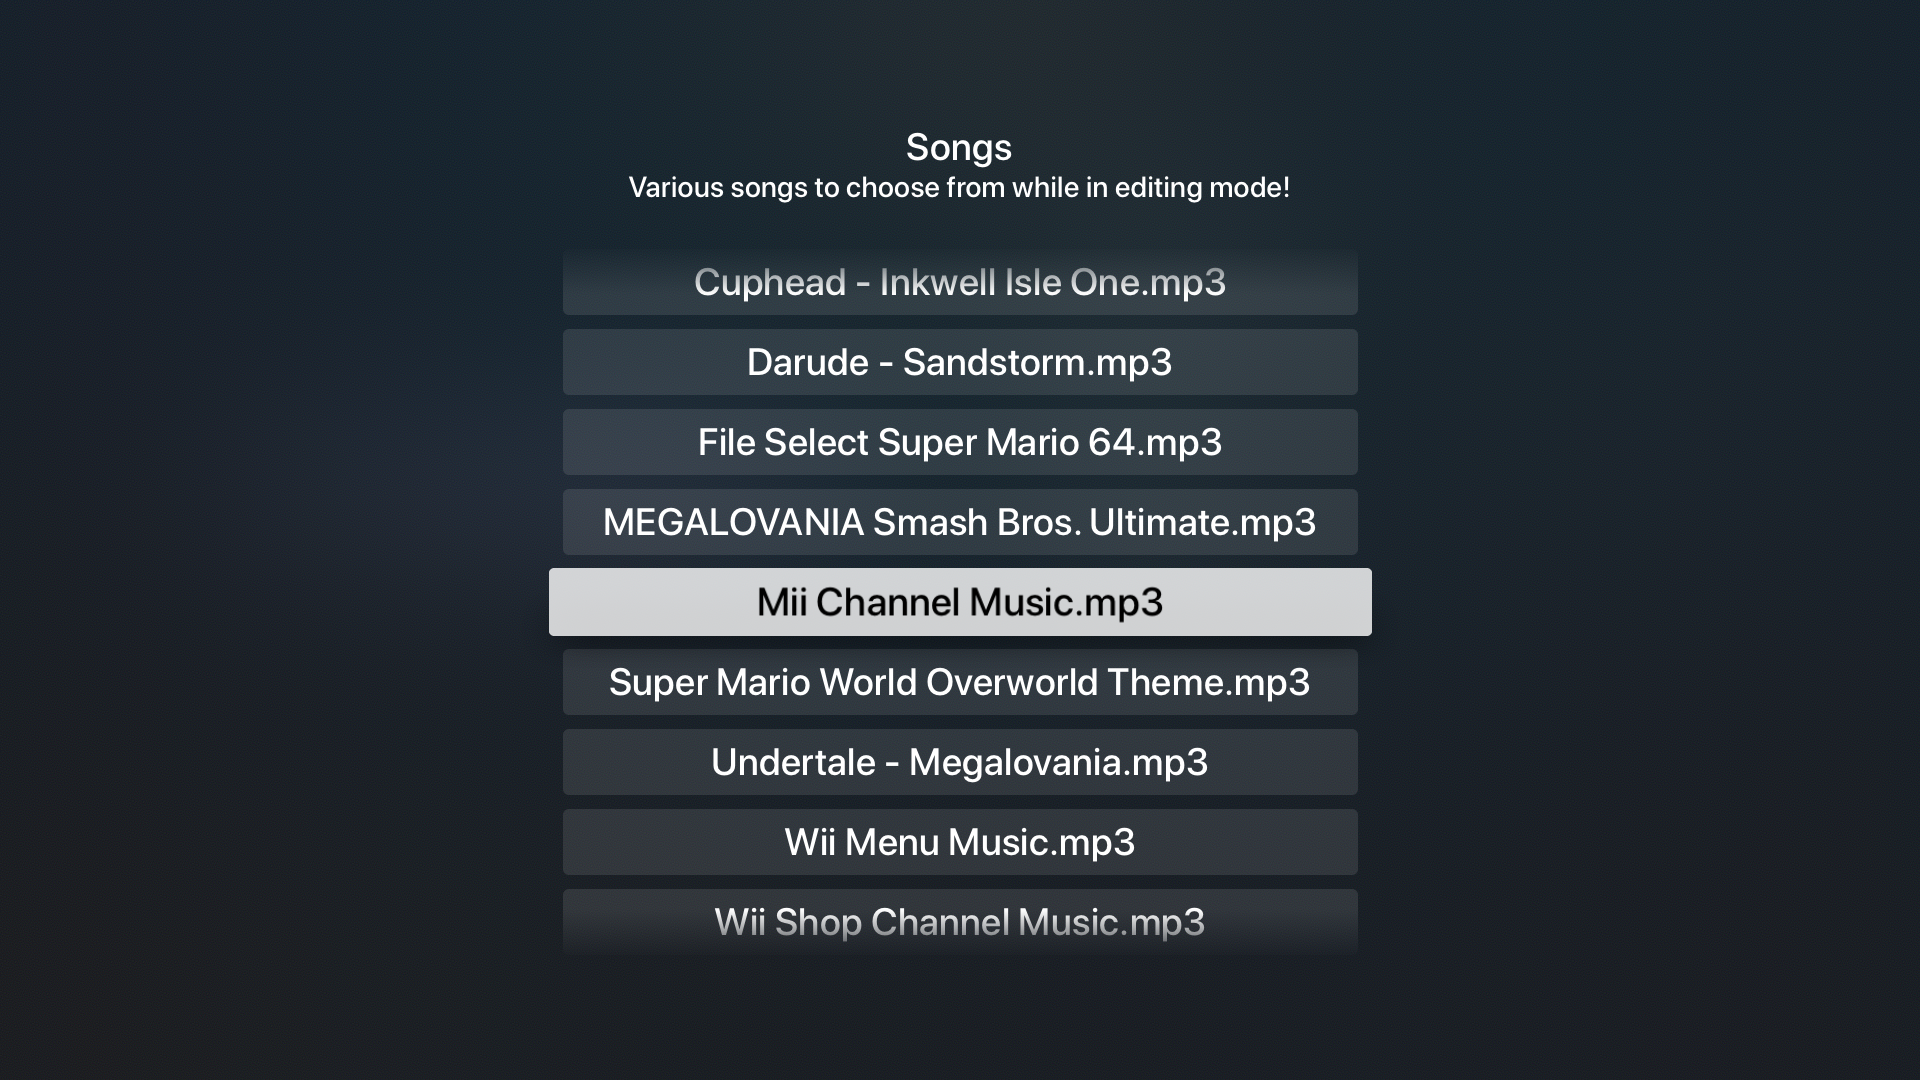 Songs
Various songs to choose from while in editing mode!
Cuphead - Inkwell Isle One.mp3
Darude - Sandstorm.mp3
File Select Super Mario 64.mp3
MEGALOVANIA Smash Bros. Ultimate.mp3
Mii Channel Music.mp3
Super Mario World Overworld Theme.mp3
Undertale - Megalovania.mp3
Wii Menu Music.mp3
Wii Shop Channel Music.mp3